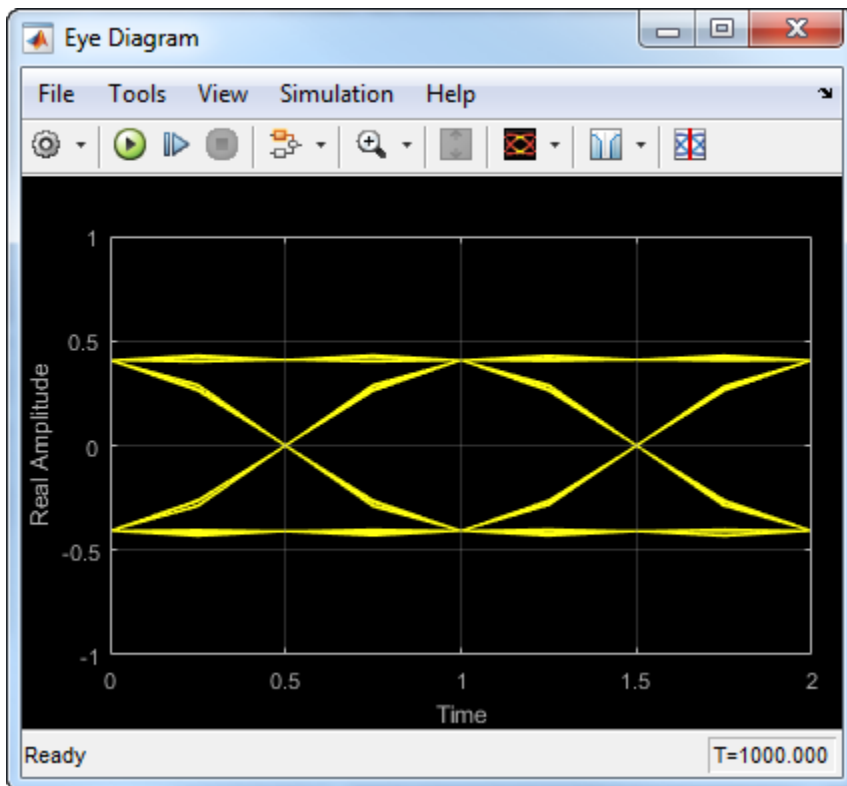 Eye Diagram
File Tools View Simulation Help
1
0.5
0
-0.5
-1
Real Amplitude
0 0.5 1 1.5 2
Time
Ready T=1000.000